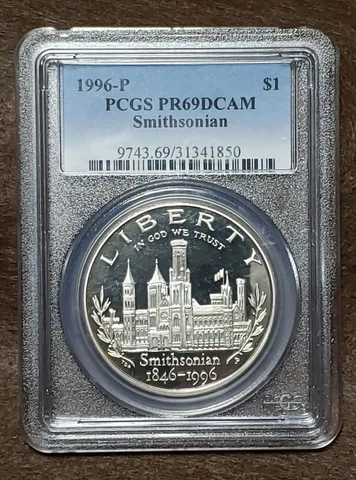 1996-P $1
PCGS PR69DCAM
Smithsonian
9743.69/31341850
LIBERTY
IN GOD WE TRUST
Smithsonian
1846-1996